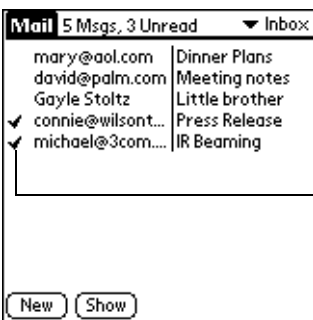 Mail 5 Msgs, 3 Unread Inbox
mary@aol.com Dinner Plans
david@palm.com Meeting notes
Gayle Stoltz Little brother
connie@wilsont... Press Release
michael@3com.... IR Beaming
New Show